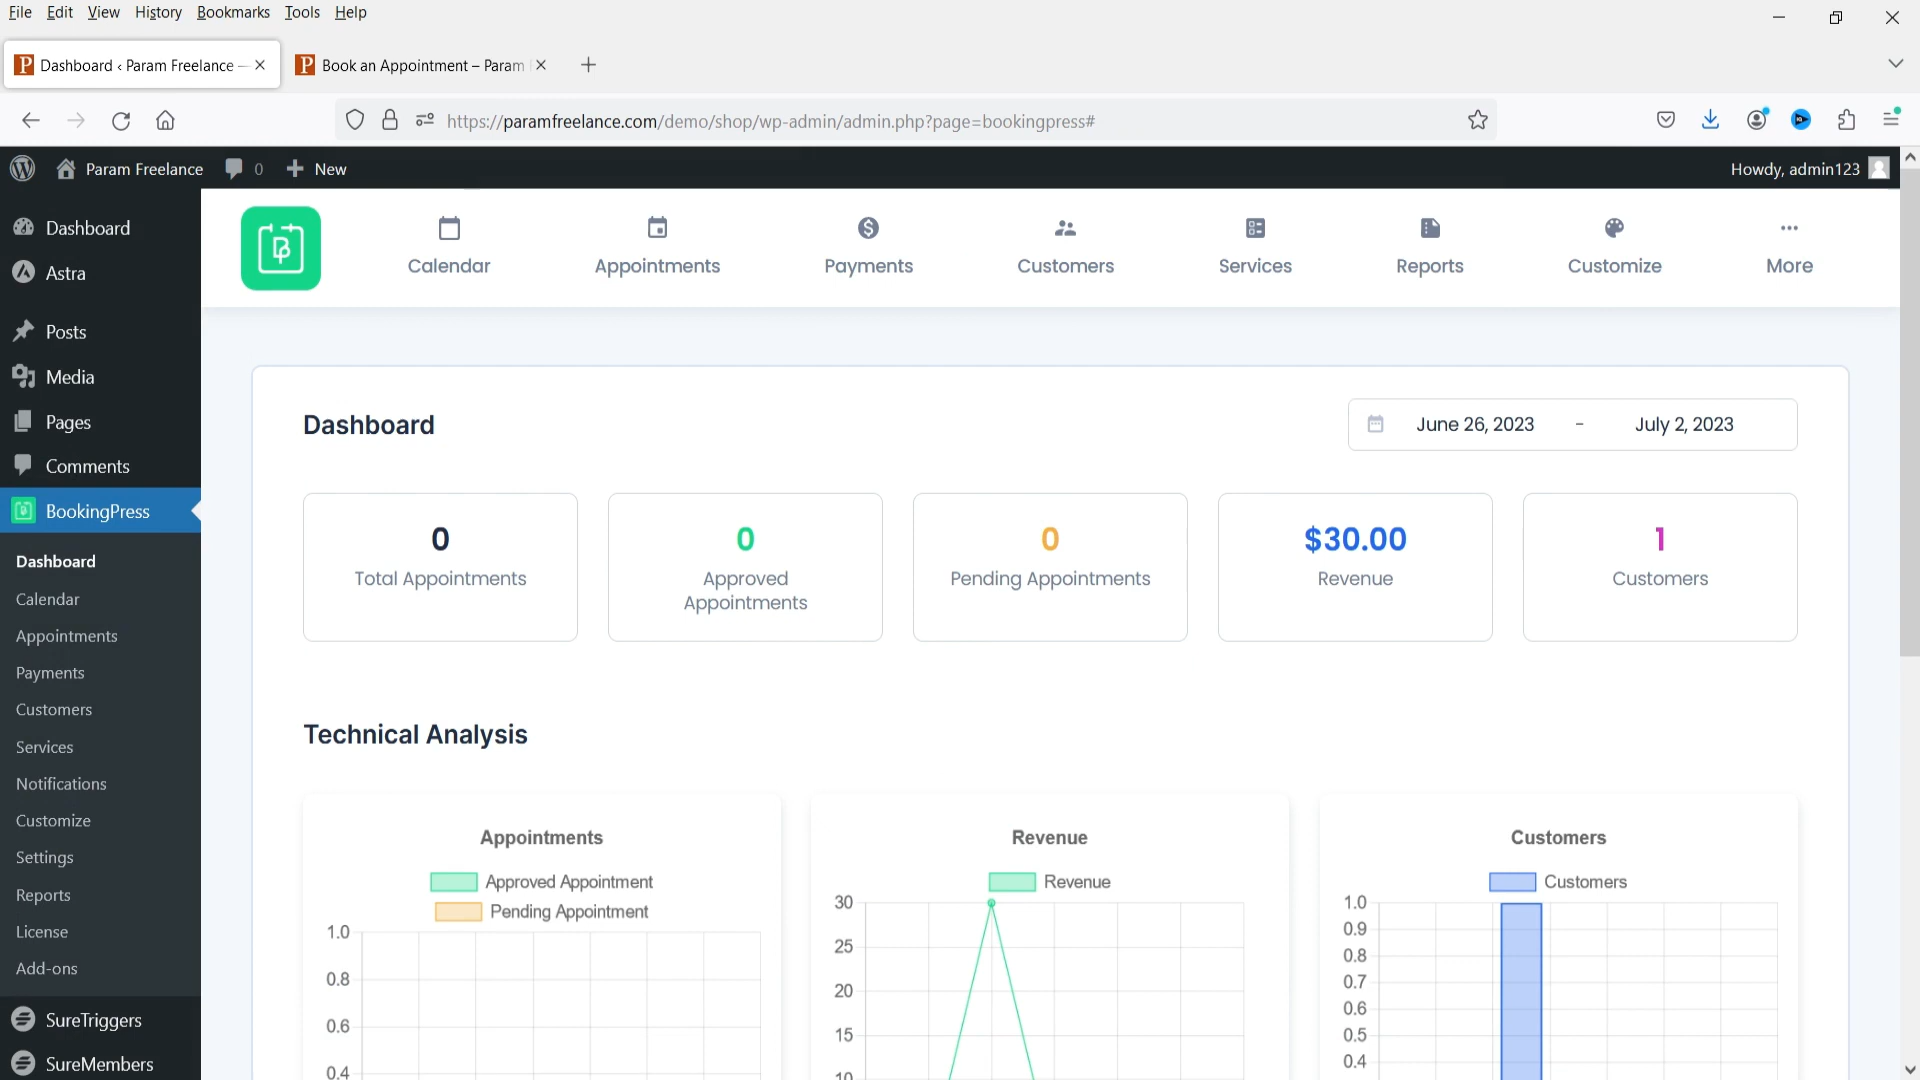 File Edit View History Bookmarks Tools Help
Dashboard ‹ Param Freelance —
Book an Appointment – Param
https://paramfreelance.com/demo/shop/wp-admin/admin.php?page=bookingpress#
Param Freelance 0 New Howdy, admin123
Dashboard
Astra
Posts
Media
Pages
Comments
BookingPress
Dashboard
Calendar
Appointments
Payments
Customers
Services
Notifications
Customize
Settings
Reports
License
Add-ons
SureTriggers
SureMembers
Calendar Appointments Payments Customers Services Reports Customize More
Dashboard
June 26, 2023 - July 2, 2023
0
Total Appointments
0
Approved
Appointments
0
Pending Appointments
$30.00
Revenue
1
Customers
Technical Analysis
Appointments
Approved Appointment
Pending Appointment
1.0
0.8
0.6
0.4
Revenue
Revenue
30
25
20
15
10
Customers
Customers
1.0
0.9
0.8
0.7
0.6
0.5
0.4